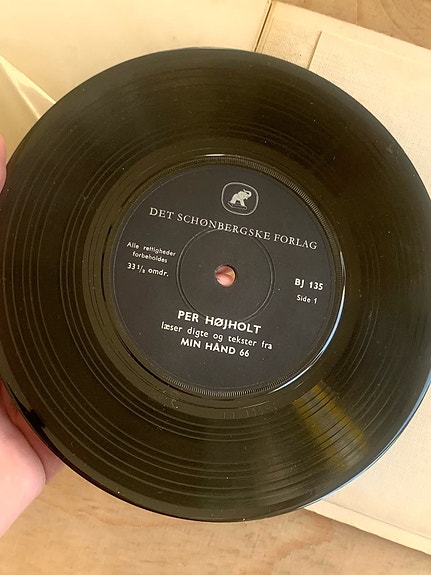 DET SCHØNBERGSKE FORLAG
Alle rettigheder
forbeholdes
33 1/3 omdr.
BJ 135
Side 1
PER HØJHOLT
læser digte og tekster fra
MIN HÅND 66